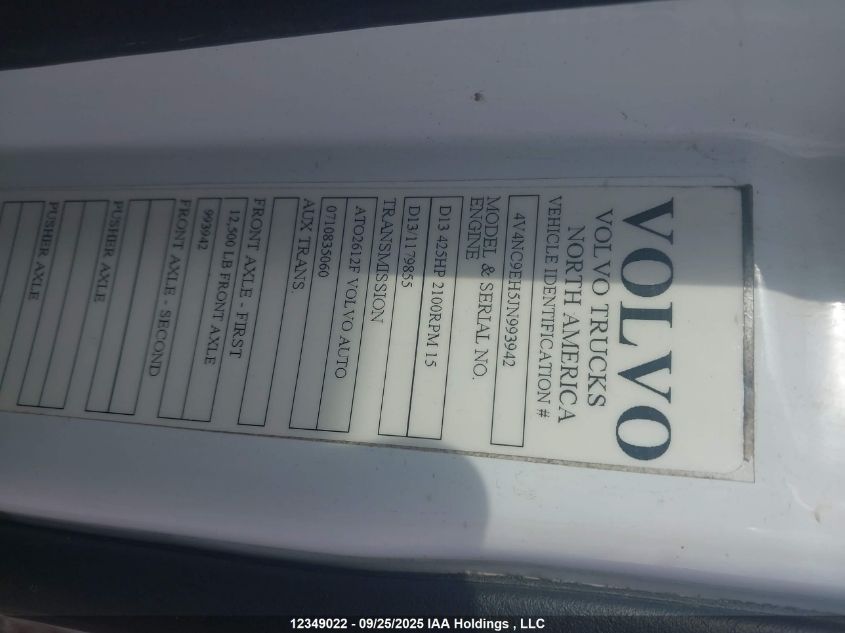 VOLVO
VOLVO TRUCKS
NORTH AMERICA
VEHICLE IDENTIFICATION #
4V4NC9EH5JN993942
MODEL & SERIAL NO.
ENGINE
D13 425HP 2100RPM 15
D13/1179855
TRANSMISSION
ATO2612F VOLVO AUTO
0710835060
AUX TRANS.
FRONT AXLE - FIRST
12,500 LB FRONT AXLE
993942
FRONT AXLE - SECOND
PUSHER AXLE
PUSHER AXLE
12349022 - 09/25/2025 IAA Holdings , LLC